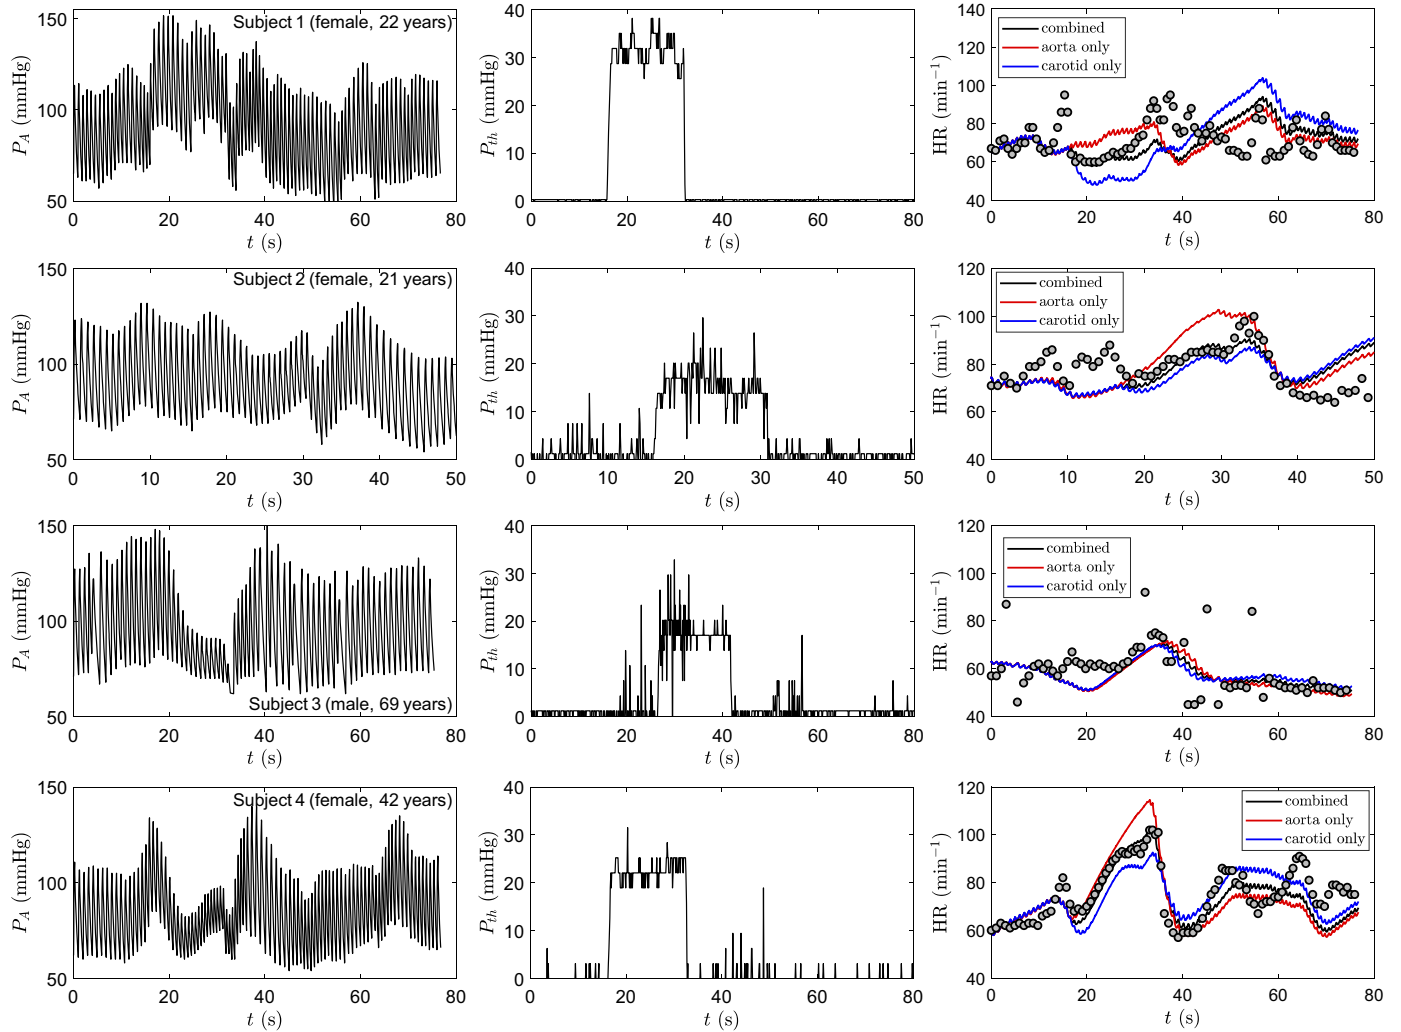 Subject 1 (female, 22 years)
P_A (mmHg)
150
100
50
0 20 40 60 80
t (s)
P_th (mmHg)
40
30
20
10
0
0 20 40 60 80
t (s)
HR (min⁻¹)
140
120
100
80
60
40
combined
aorta only
carotid only
0 20 40 60 80
t (s)
Subject 2 (female, 21 years)
P_A (mmHg)
150
100
50
0 10 20 30 40 50
t (s)
P_th (mmHg)
40
30
20
10
0
0 10 20 30 40 50
t (s)
HR (min⁻¹)
120
100
80
60
40
combined
aorta only
carotid only
0 10 20 30 40 50
t (s)
P_A (mmHg)
150
100
50
Subject 3 (male, 69 years)
0 20 40 60 80
t (s)
P_th (mmHg)
40
30
20
10
0
0 20 40 60 80
t (s)
HR (min⁻¹)
120
100
80
60
40
combined
aorta only
carotid only
0 20 40 60 80
t (s)
Subject 4 (female, 42 years)
P_A (mmHg)
150
100
50
0 20 40 60 80
t (s)
P_th (mmHg)
40
30
20
10
0
0 20 40 60 80
t (s)
HR (min⁻¹)
120
100
80
60
40
combined
aorta only
carotid only
0 20 40 60 80
t (s)